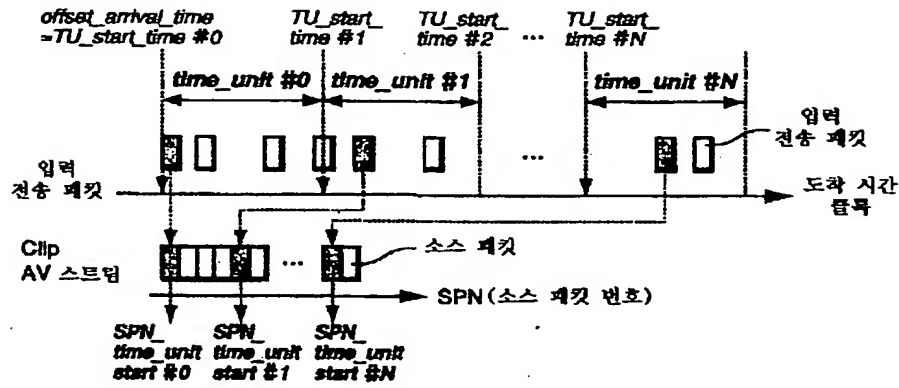 offset_arrival_time
=TU_start_time #0
TU_start_
time #1
TU_start_
time #2
...
TU_start_
time #N
time_unit #0
time_unit #1
time_unit #N
입력
전송 패킷
...
입력
전송 패킷
도착 시간
클록
Clip
AV 스트림
...
소스 패킷
SPN(소스 패킷 번호)
SPN_
time_unit
start #0
SPN_
time_unit
start #1
SPN_
time_unit
start #N